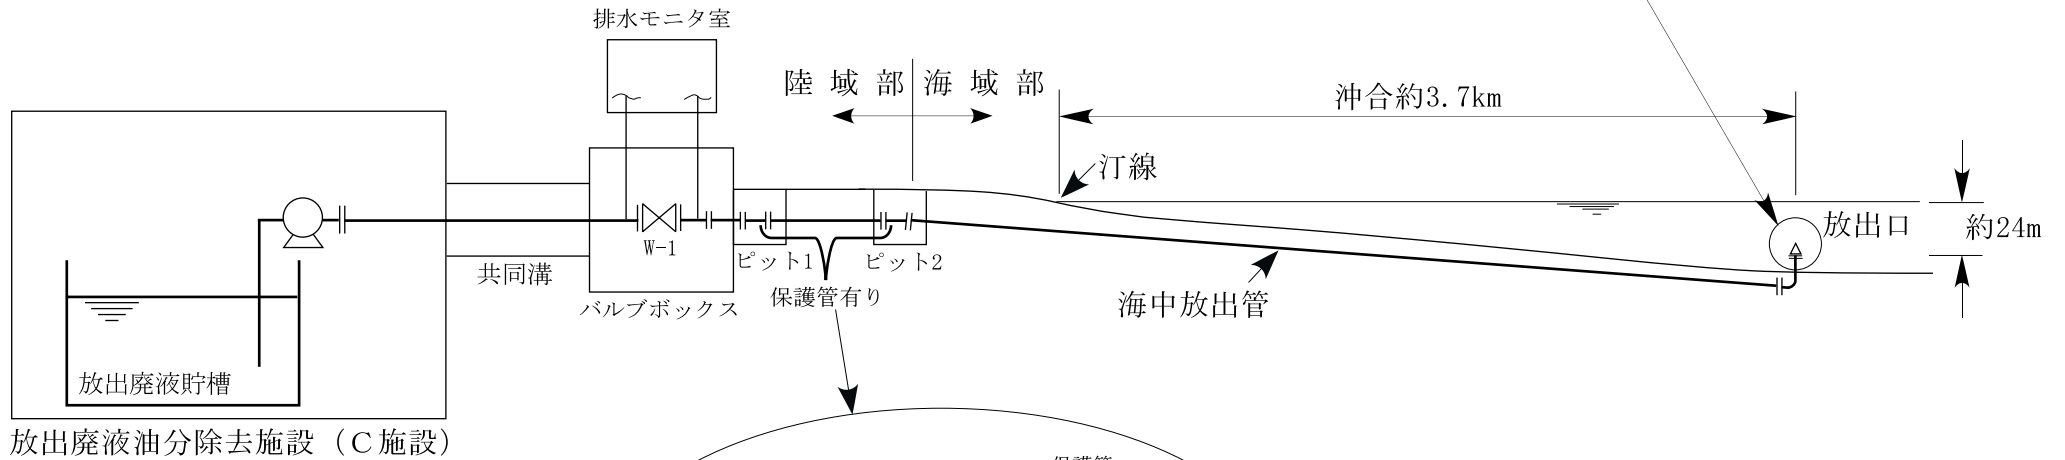 排水モニタ室
陸域部
海域部
沖合約3.7km
汀線
放出口
約24m
W-1
ピット1
ピット2
共同溝
バルブボックス
保護管有り
海中放出管
放出廃液貯槽
放出廃液油分除去施設（C施設）